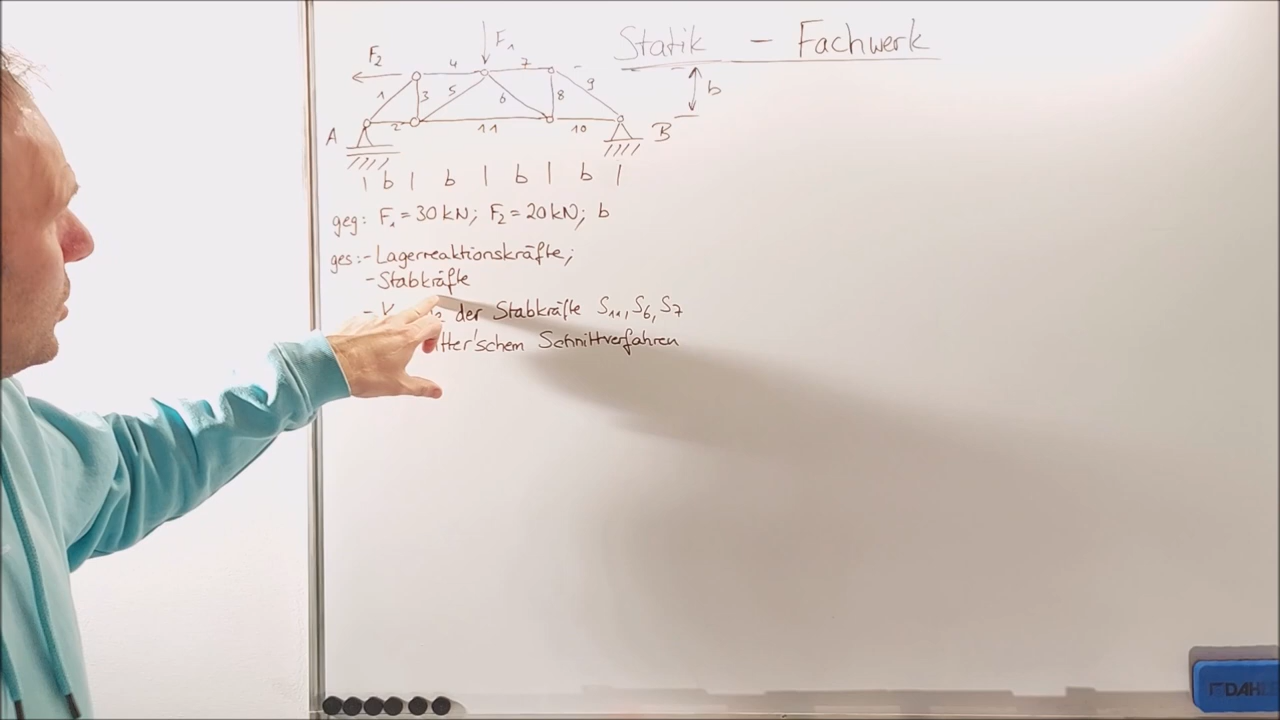 Statik - Fachwerk
F₁
F₂
4 7
1 3 5 6 8 9
b
A 2 11 10 B
b b b b
geg: F₁ = 30 kN; F₂ = 20 kN; b
ges: - Lagerreaktionskräfte;
- Stabkräfte
der Stabkräfte S₁₁, S₆, S₇
Schnittverfahren